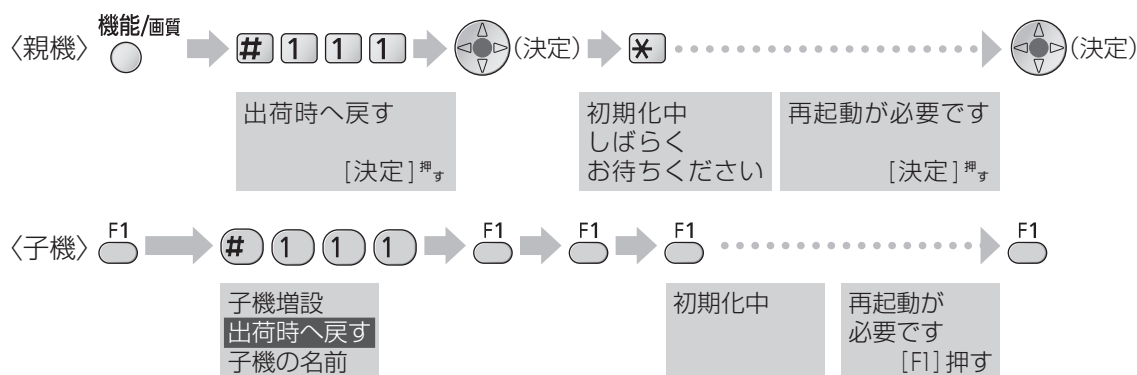 機能/画質
〈親機〉 # 1 1 1 (決定) * (決定)
出荷時へ戻す
[決定]押す
初期化中
しばらく
お待ちください
再起動が必要です
[決定]押す
〈子機〉 F1 # 1 1 1 F1 F1 F1 F1
子機増設
出荷時へ戻す
子機の名前
初期化中
再起動が
必要です
[F1]押す